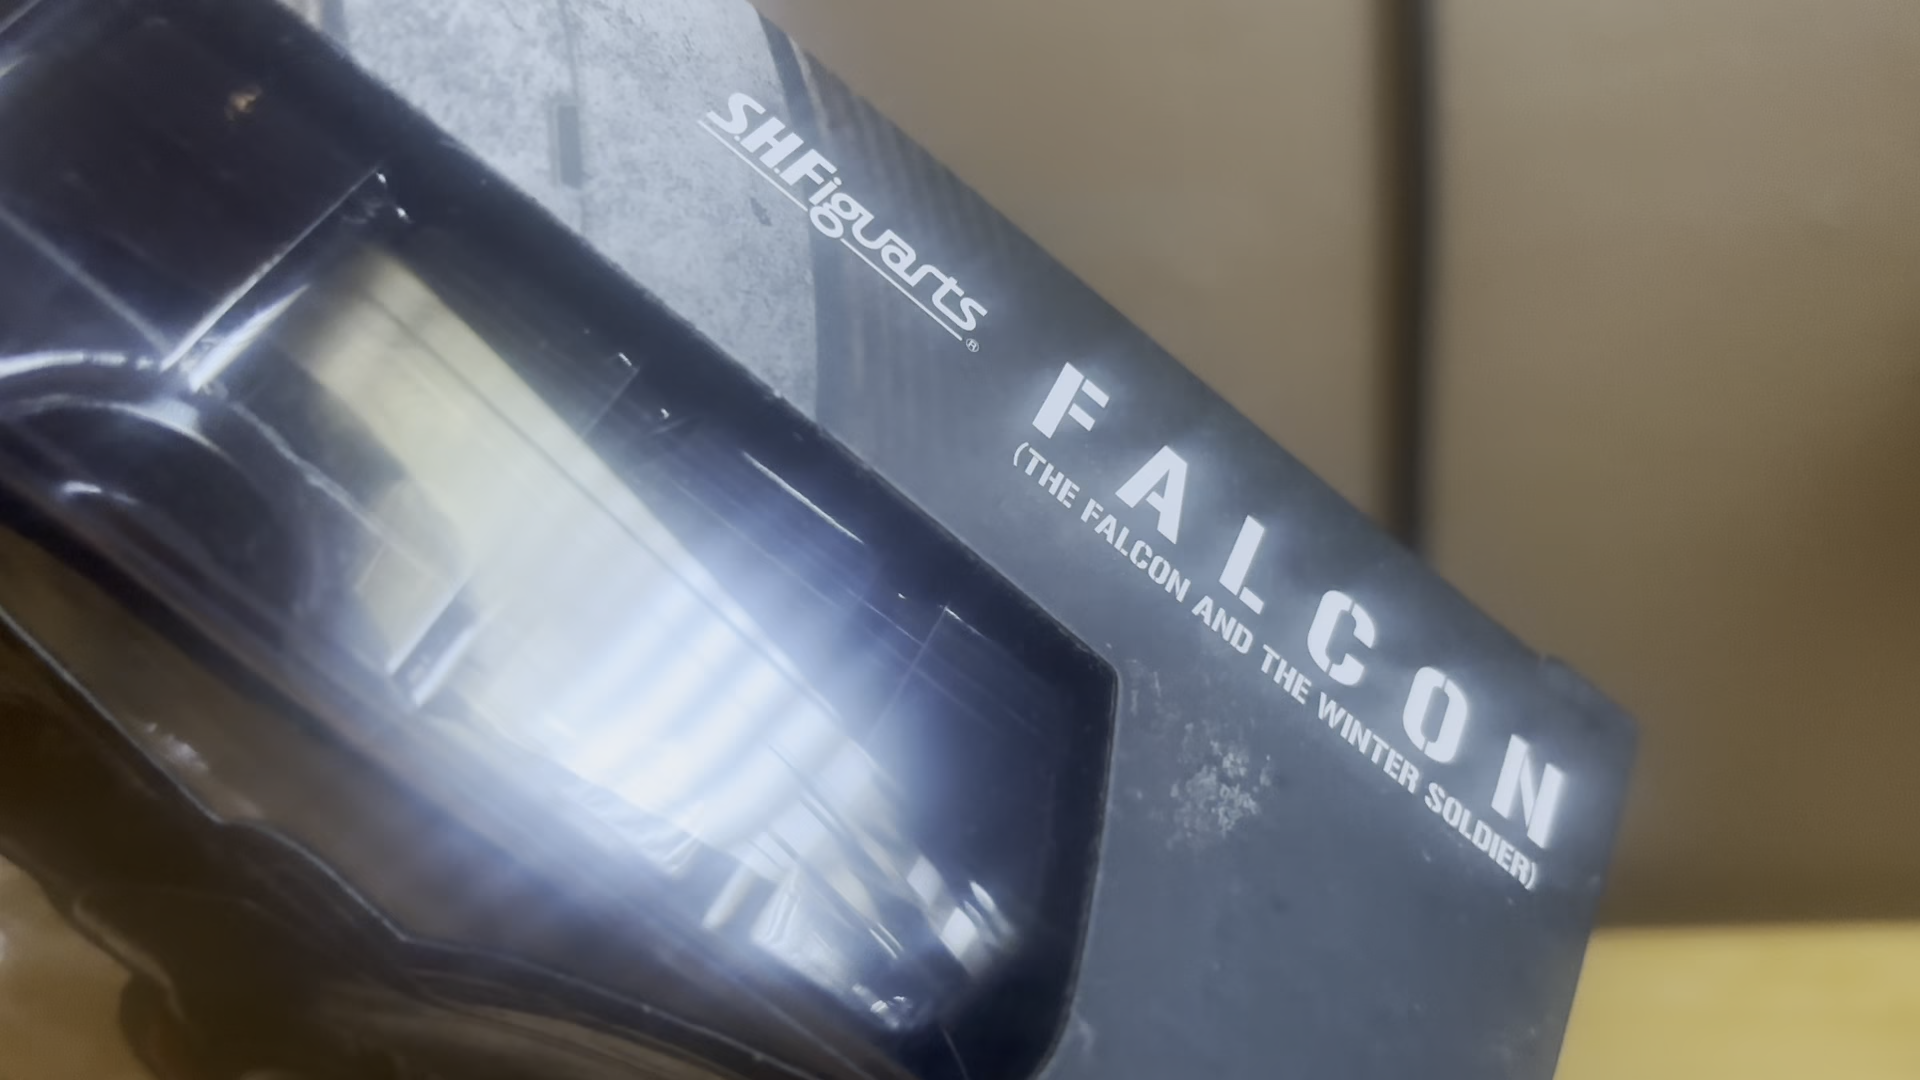 S.H.Figuarts®
FALCON
(THE FALCON AND THE WINTER SOLDIER)